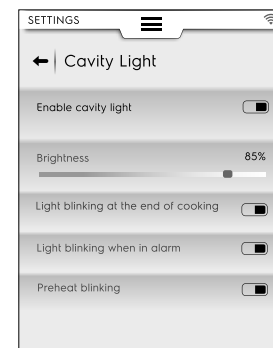 SETTINGS
Cavity Light
Enable cavity light
Brightness 85%
Light blinking at the end of cooking
Light blinking when in alarm
Preheat blinking